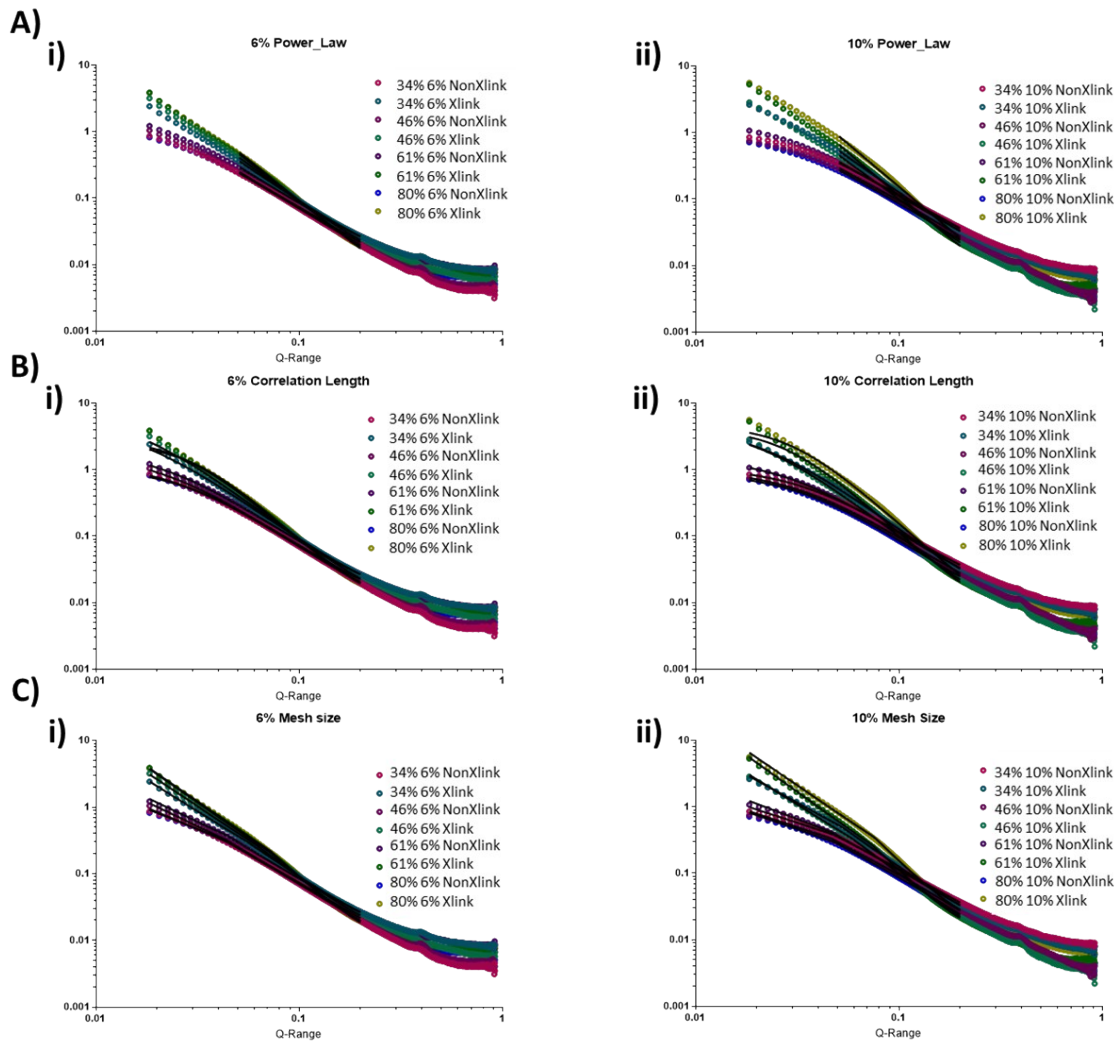 A)
i)
6% Power_Law
10
1
0.1
0.01
0.001
0.01
0.1
1
Q-Range
34% 6% NonXlink
34% 6% Xlink
46% 6% NonXlink
46% 6% Xlink
61% 6% NonXlink
61% 6% Xlink
80% 6% NonXlink
80% 6% Xlink
ii)
10% Power_Law
10
1
0.1
0.01
0.001
0.01
0.1
1
Q-Range
34% 10% NonXlink
34% 10% Xlink
46% 10% NonXlink
46% 10% Xlink
61% 10% NonXlink
61% 10% Xlink
80% 10% NonXlink
80% 10% Xlink
B)
i)
6% Correlation Length
10
1
0.1
0.01
0.001
0.01
0.1
1
Q-Range
34% 6% NonXlink
34% 6% Xlink
46% 6% NonXlink
46% 6% Xlink
61% 6% NonXlink
61% 6% Xlink
80% 6% NonXlink
80% 6% Xlink
ii)
10% Correlation Length
10
1
0.1
0.01
0.001
0.01
0.1
1
Q-Range
34% 10% NonXlink
34% 10% Xlink
46% 10% NonXlink
46% 10% Xlink
61% 10% NonXlink
61% 10% Xlink
80% 10% NonXlink
80% 10% Xlink
C)
i)
6% Mesh size
10
1
0.1
0.01
0.001
0.01
0.1
1
Q-Range
34% 6% NonXlink
34% 6% Xlink
46% 6% NonXlink
46% 6% Xlink
61% 6% NonXlink
61% 6% Xlink
80% 6% NonXlink
80% 6% Xlink
ii)
10% Mesh Size
10
1
0.1
0.01
0.001
0.01
0.1
1
Q-Range
34% 10% NonXlink
34% 10% Xlink
46% 10% NonXlink
46% 10% Xlink
61% 10% NonXlink
61% 10% Xlink
80% 10% NonXlink
80% 10% Xlink